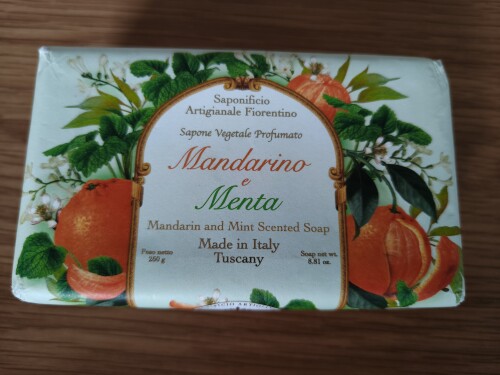 Saponificio
Artigianale Fiorentino
Sapone Vegetale Profumato
Mandarino
e
Menta
Mandarin and Mint Scented Soap
Made in Italy
Tuscany
Peso netto
250 g
Soap net wt.
8.81 oz.